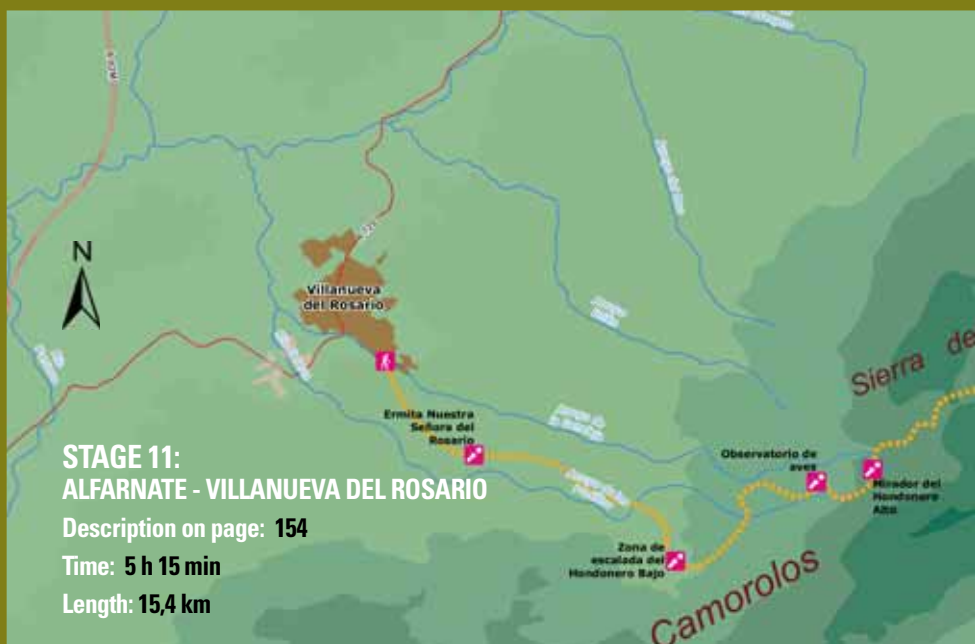 N
Villanueva
del Rosario
Sierra de
Ermita Nuestra
Señora del
Rosario
Observatorio de
aves
Mirador del
Hondonero
Alto
Zona de
escalada del
Hondonero Bajo
Camorolos
STAGE 11:
ALFARNATE - VILLANUEVA DEL ROSARIO
Description on page: 154
Time: 5 h 15 min
Length: 15,4 km